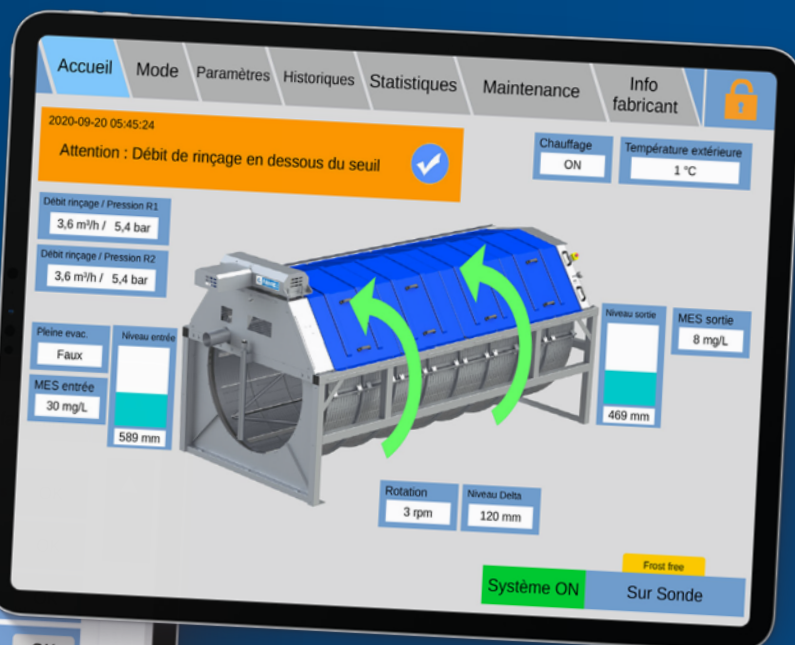 Accueil
Mode
Paramètres
Historiques
Statistiques
Maintenance
Info
fabricant
2020-09-20 05:45:24
Attention : Débit de rinçage en dessous du seuil
Chauffage
ON
Température extérieure
1 °C
Débit rinçage / Pression R1
3,6 m³/h / 5,4 bar
Débit rinçage / Pression R2
3,6 m³/h / 5,4 bar
Pleine evac.
Faux
MES entrée
30 mg/L
Niveau entrée
589 mm
Niveau sortie
469 mm
MES sortie
8 mg/L
Rotation
3 rpm
Niveau Delta
120 mm
Frost free
Système ON
Sur Sonde